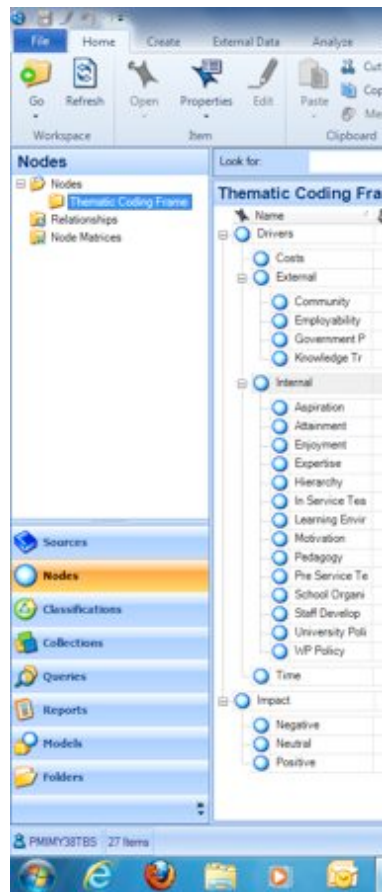 File Home Create External Data Analyze
Go Refresh Open Properties Edit Paste Cut
Cop
Me
Workspace Item Clipboard
Nodes
Look for:
Nodes
Thematic Coding Frame
Relationships
Node Matrices
Thematic Coding Fra
Name
Drivers
Costs
External
Community
Employability
Government P
Knowledge Tr
Internal
Aspiration
Attainment
Enjoyment
Expertise
Hierarchy
In Service Tea
Learning Envir
Motivation
Pedagogy
Pre Service Te
School Organi
Staff Develop
University Poli
WP Policy
Time
Impact
Negative
Neutral
Positive
Sources
Nodes
Classifications
Collections
Queries
Reports
Models
Folders
PMIMY38TBS 27 Items